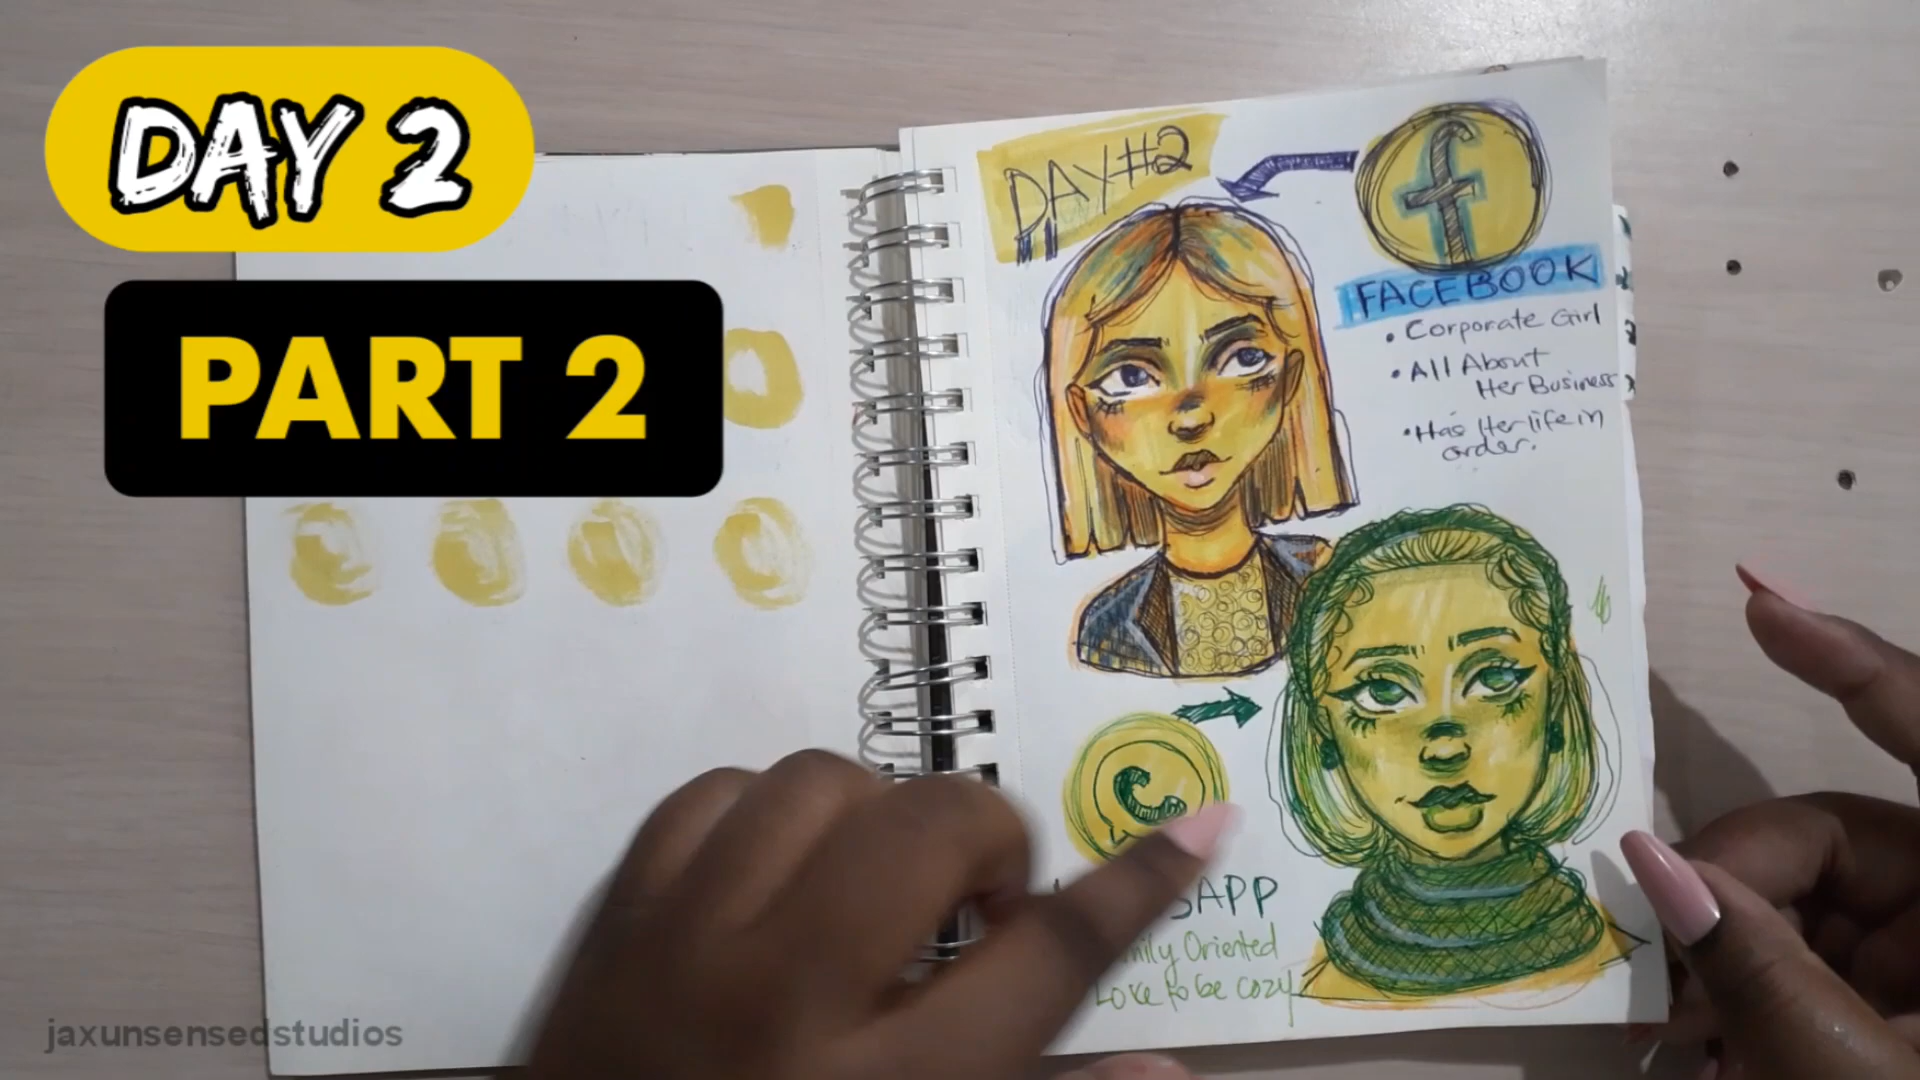 DAY 2
PART 2
DAY #2
f
FACEBOOK
• Corporate Girl
• All About
Her Business
• Has Her life in
order.
APP
Oriented
Love to be cozy
jaxunsensedstudios